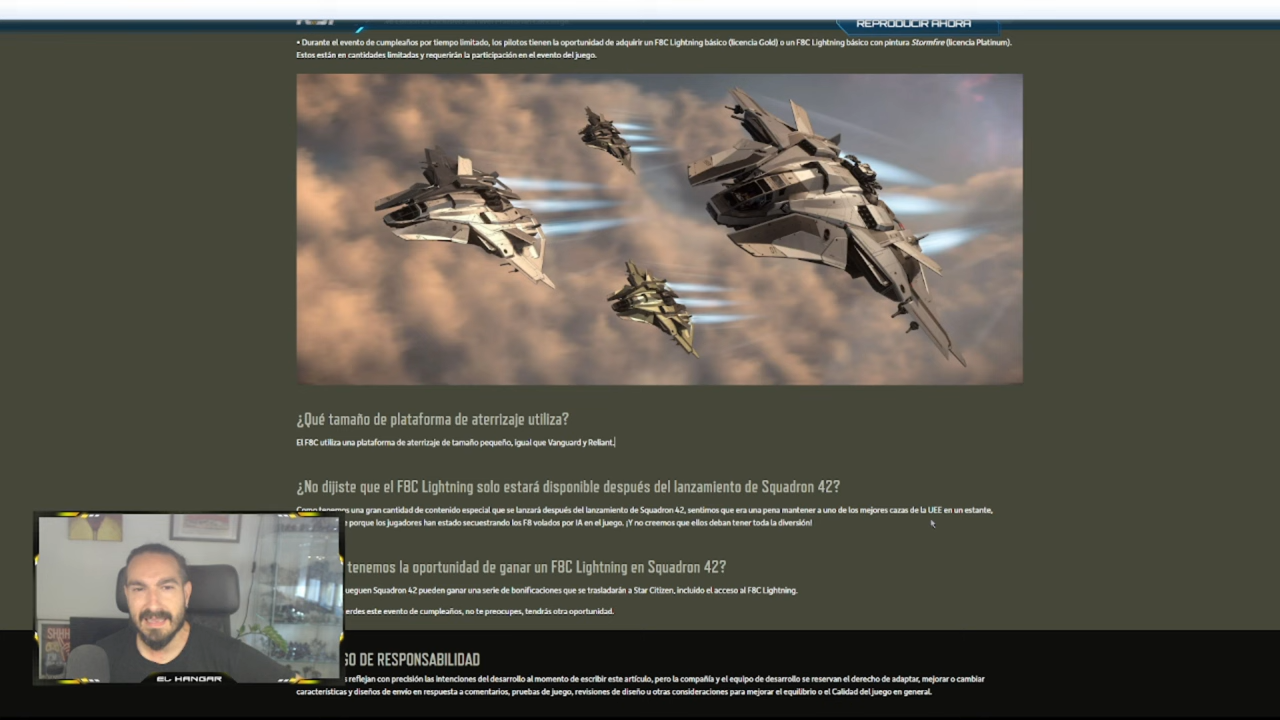 REPRODUCIR AHORA
• Durante el evento de cumpleaños por tiempo limitado, los pilotos tienen la oportunidad de adquirir un F8C Lightning básico (licencia Gold) o un F8C Lightning básico con pintura Stormfire (licencia Platinum).
Estos están en cantidades limitadas y requerirán la participación en el evento del juego.
¿Qué tamaño de plataforma de aterrizaje utiliza?
El F8C utiliza una plataforma de aterrizaje de tamaño pequeño, igual que Vanguard y Reliant.
¿No dijiste que el F8C Lightning solo estará disponible después del lanzamiento de Squadron 42?
Como tenemos una gran cantidad de contenido especial que se lanzará después del lanzamiento de Squadron 42, sentimos que era una pena mantener a uno de los mejores cazas de la UEE en un estante,
porque los jugadores han estado secuestrando los F8 volados por IA en el juego. ¡Y no creemos que ellos deban tener toda la diversión!
tenemos la oportunidad de ganar un F8C Lightning en Squadron 42?
jueguen Squadron 42 pueden ganar una serie de bonificaciones que se trasladarán a Star Citizen, incluido el acceso al F8C Lightning.
este evento de cumpleaños, no te preocupes, tendrás otra oportunidad.
GO DE RESPONSABILIDAD
reflejan con precisión las intenciones del desarrollo al momento de escribir este artículo, pero la compañía y el equipo de desarrollo se reservan el derecho de adaptar, mejorar o cambiar
características y diseños de envío en respuesta a comentarios, pruebas de juego, revisiones de diseño u otras consideraciones para mejorar el equilibrio o el Calidad del juego en general.
SHHH
EL HANGAR